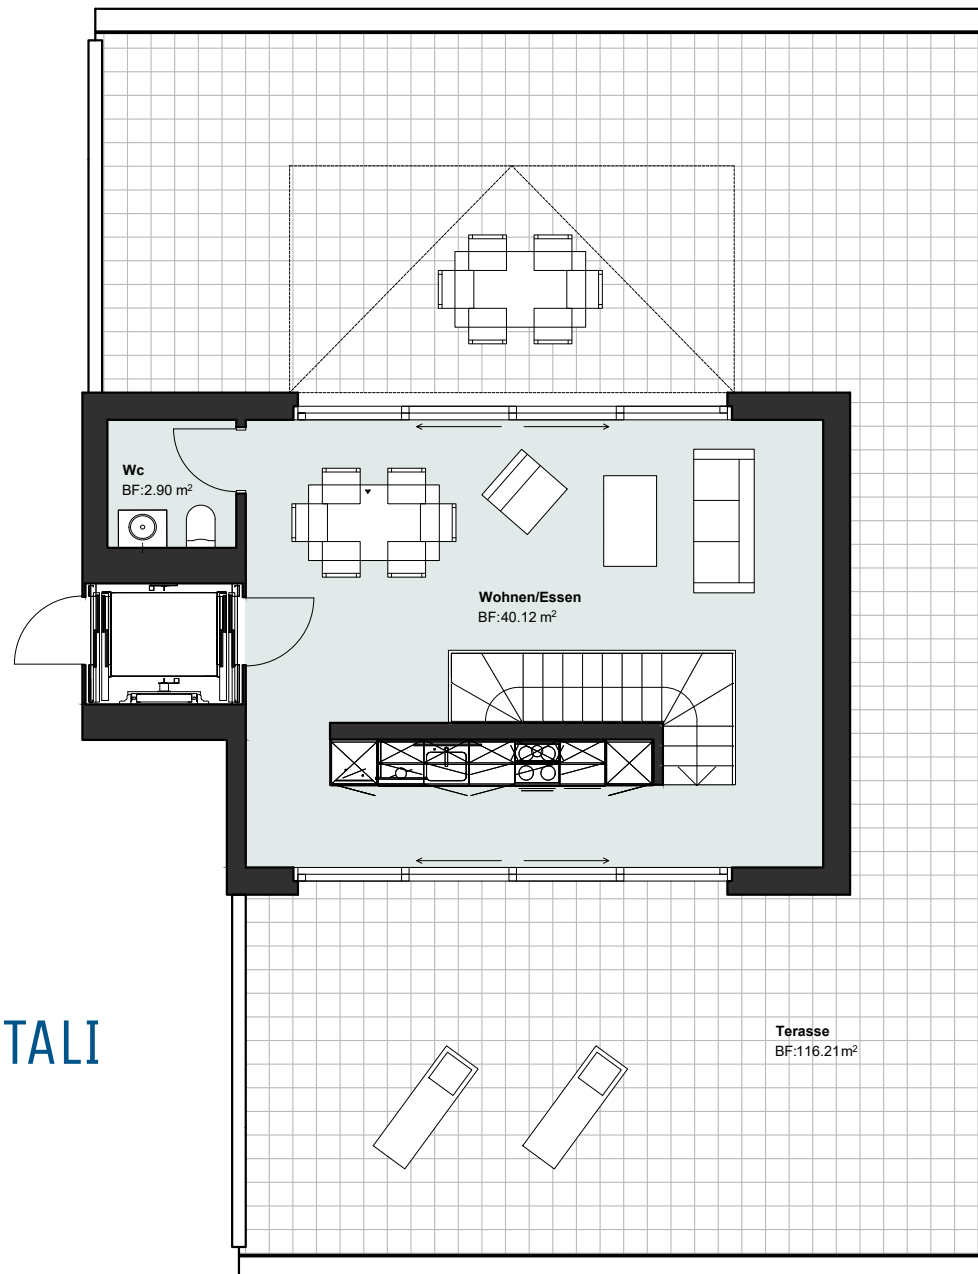 Wc
BF:2.90 m²
Wohnen/Essen
BF:40.12 m²
TALI
Terasse
BF:116.21m²